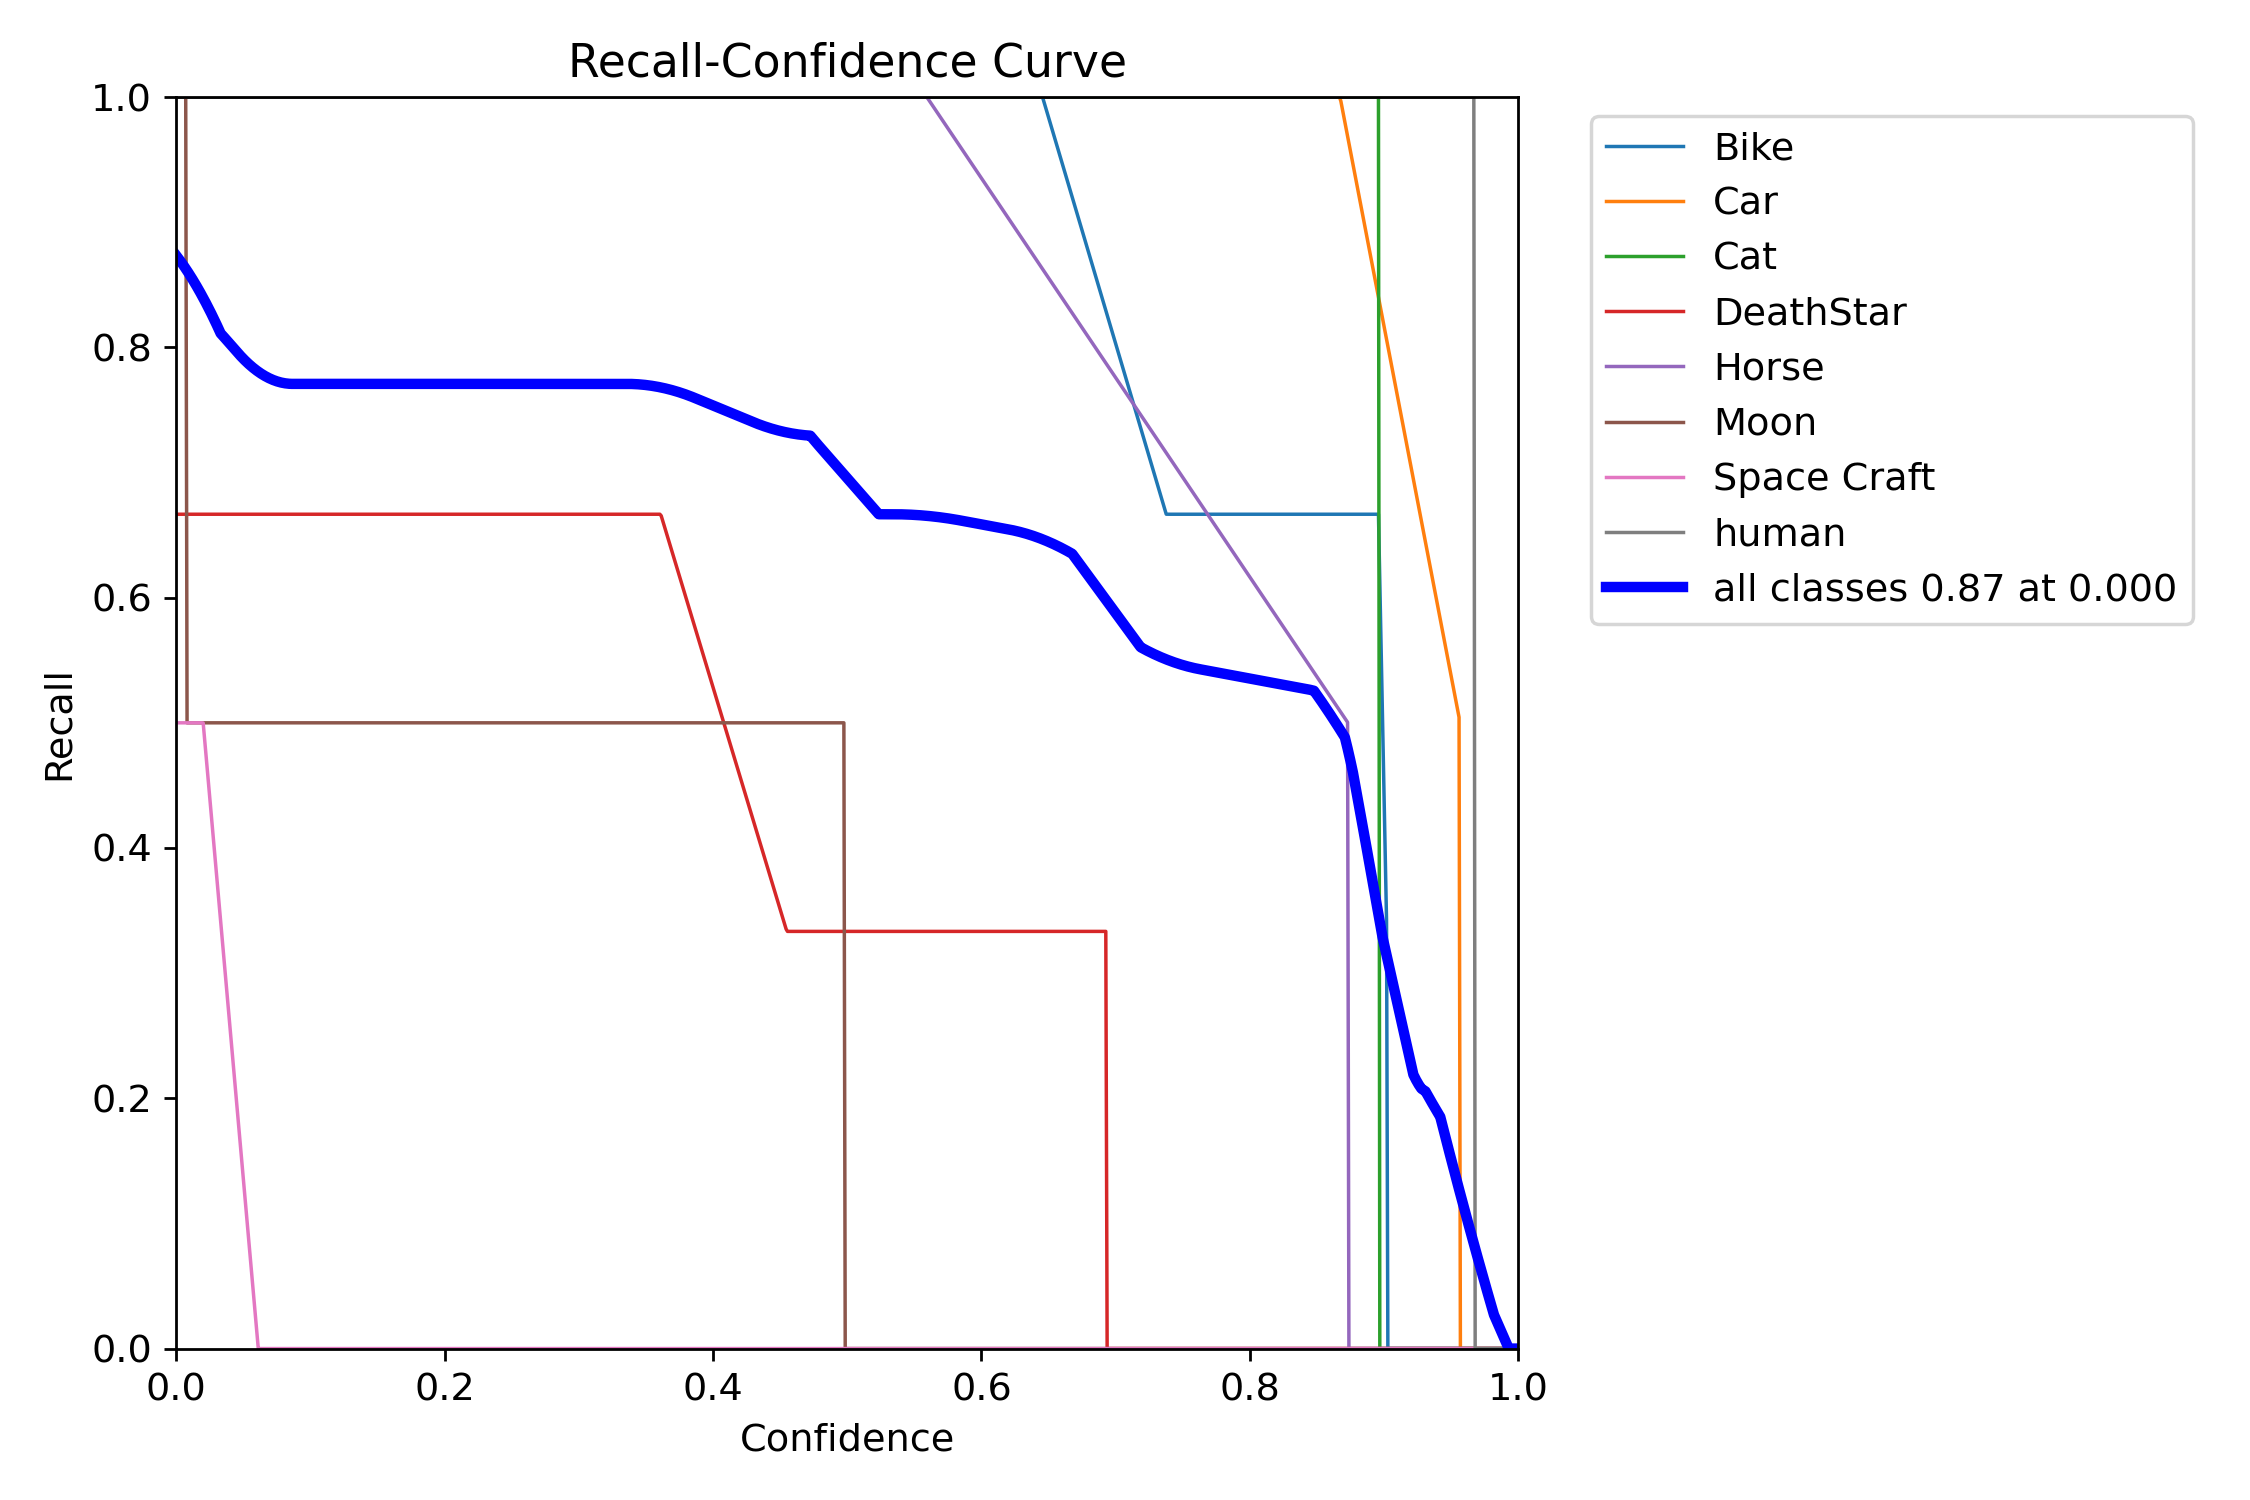 Recall-Confidence Curve
1.0
0.8
0.6
0.4
0.2
0.0
Recall
0.0 0.2 0.4 0.6 0.8 1.0
Confidence
Bike
Car
Cat
DeathStar
Horse
Moon
Space Craft
human
all classes 0.87 at 0.000